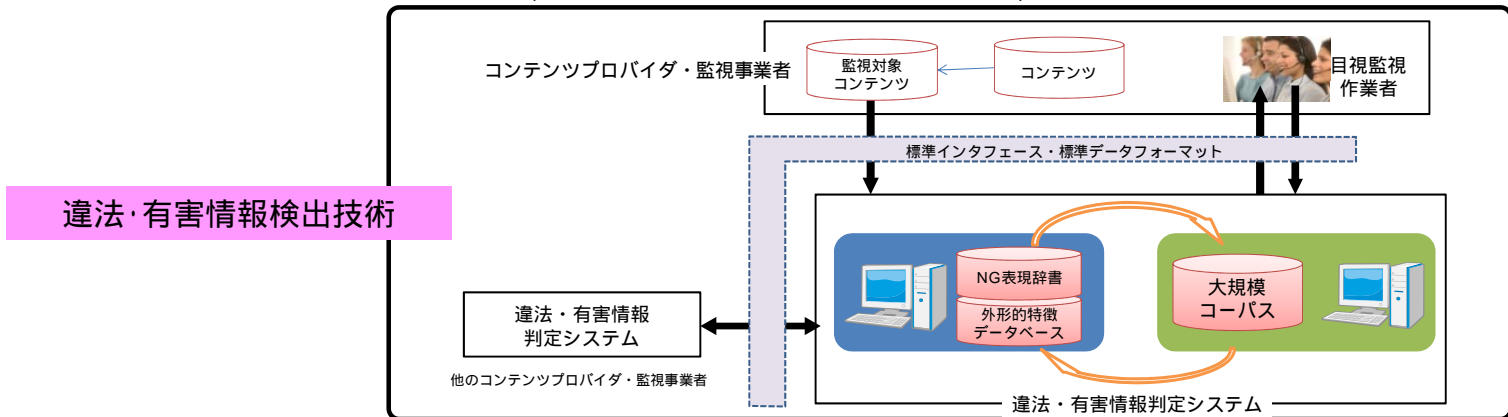 コンテンツプロバイダ・監視事業者
監視対象
コンテンツ
コンテンツ
目視監視
作業者
標準インタフェース・標準データフォーマット
違法・有害情報検出技術
NG表現辞書
外形的特徴
データベース
大規模
コーパス
違法・有害情報
判定システム
他のコンテンツプロバイダ・監視事業者
違法・有害情報判定システム